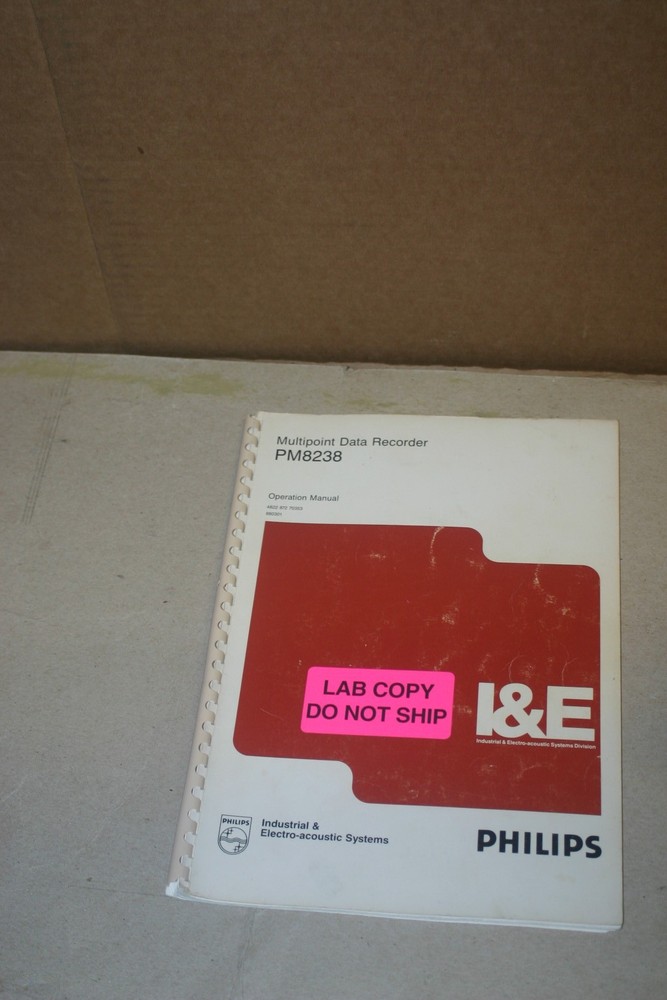 Multipoint Data Recorder
PM8238
Operation Manual
LAB COPY
DO NOT SHIP
I&E
Industrial & Electro-acoustic Systems Division
PHILIPS
Industrial &
Electro-acoustic Systems
PHILIPS